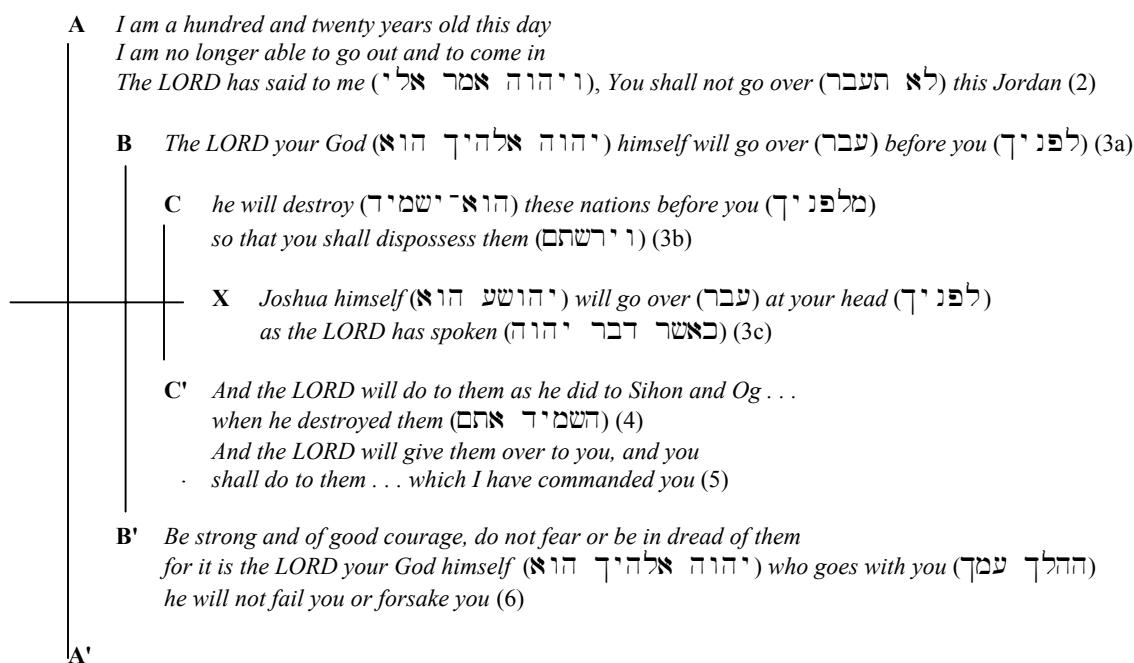 A I am a hundred and twenty years old this day
I am no longer able to go out and to come in
The LORD has said to me (ויהוה אמר אלי), You shall not go over (לא תעבר) this Jordan (2)
B The LORD your God (יהוה אלהיך הוא) himself will go over (עבר) before you (לפניך) (3a)
C he will destroy (הוא־ישמיד) these nations before you (מלפניך)
so that you shall dispossess them (וירשתם) (3b)
X Joshua himself (יהושע הוא) will go over (עבר) at your head (לפניך)
as the LORD has spoken (כאשר דבר יהוה) (3c)
C' And the LORD will do to them as he did to Sihon and Og . . .
when he destroyed them (השמיד אתם) (4)
And the LORD will give them over to you, and you
. shall do to them . . . which I have commanded you (5)
B' Be strong and of good courage, do not fear or be in dread of them
for it is the LORD your God himself (יהוה אלהיך הוא) who goes with you (ההלך עמך)
he will not fail you or forsake you (6)
A'